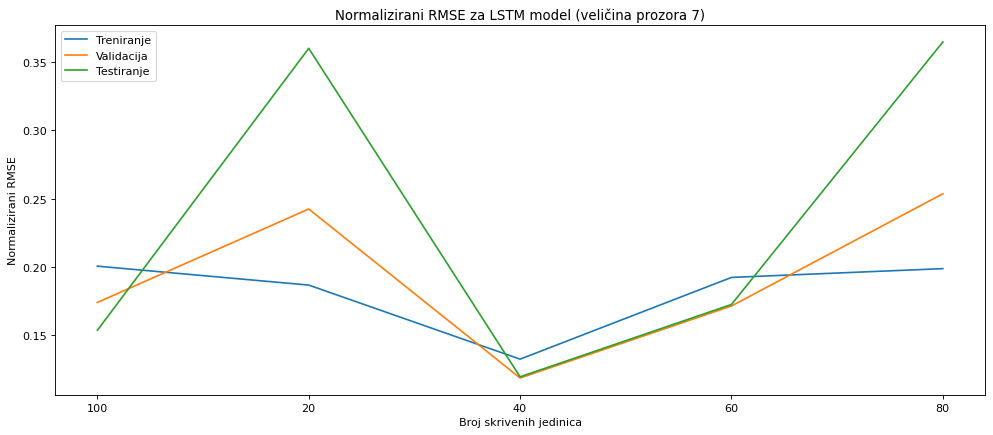 Normalizirani RMSE za LSTM model (veličina prozora 7)
Treniranje
Validacija
Testiranje
Normalizirani RMSE
0.35
0.30
0.25
0.20
0.15
100 20 40 60 80
Broj skrivenih jedinica